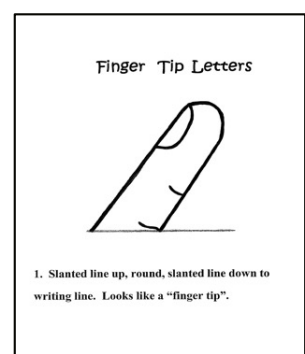 Finger Tip Letters
1. Slanted line up, round, slanted line down to
writing line. Looks like a “finger tip”.